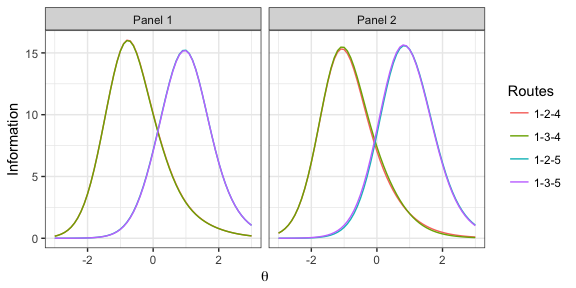 Panel 1
Panel 2
Information
15
10
5
0
-2
0
2
-2
0
2
θ
Routes
1-2-4
1-3-4
1-2-5
1-3-5